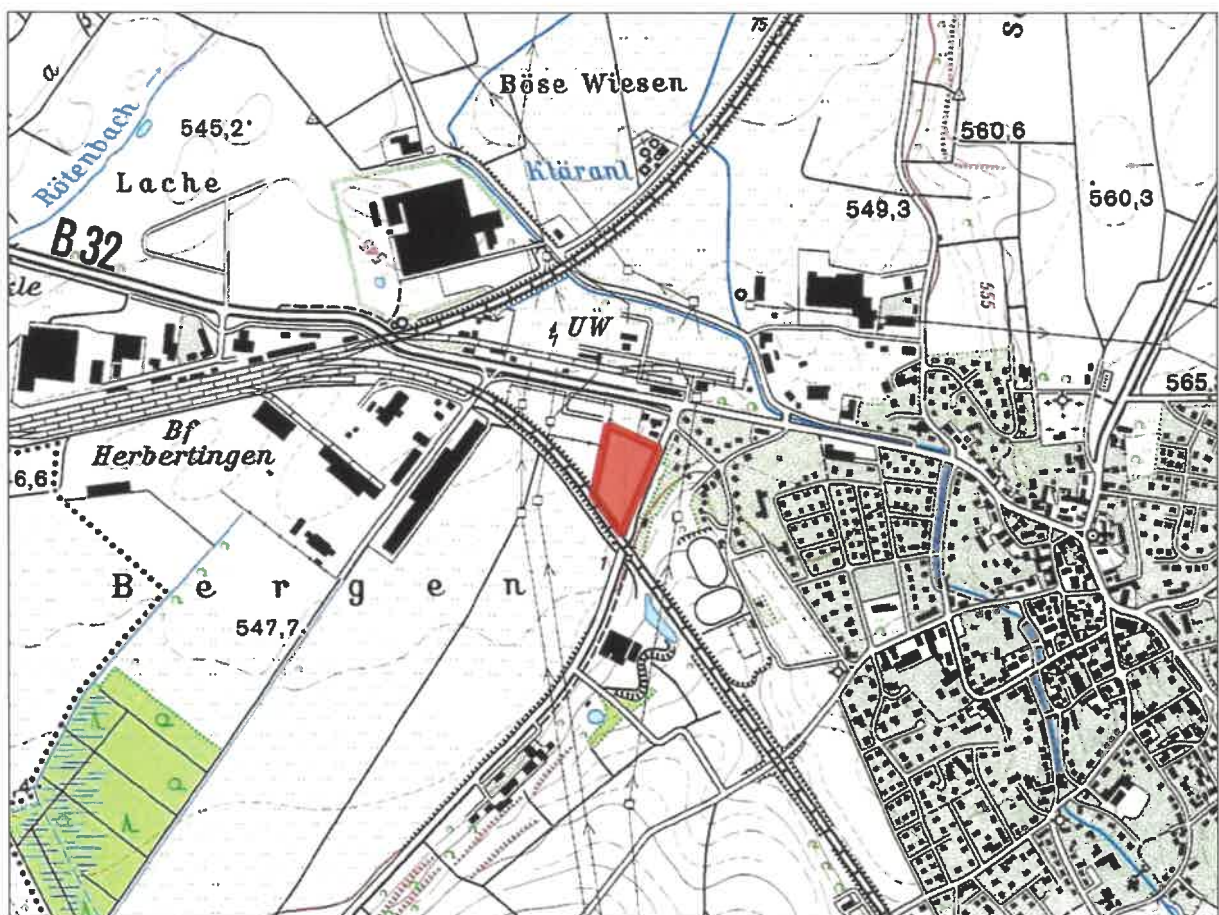 75
Böse Wiesen
545,2
560,6
Rötenbach
Kläranl
Lache
560,3
549,3
B 32
555
UW
565
Bf
Herbertingen
6,6
Bergen
547,7